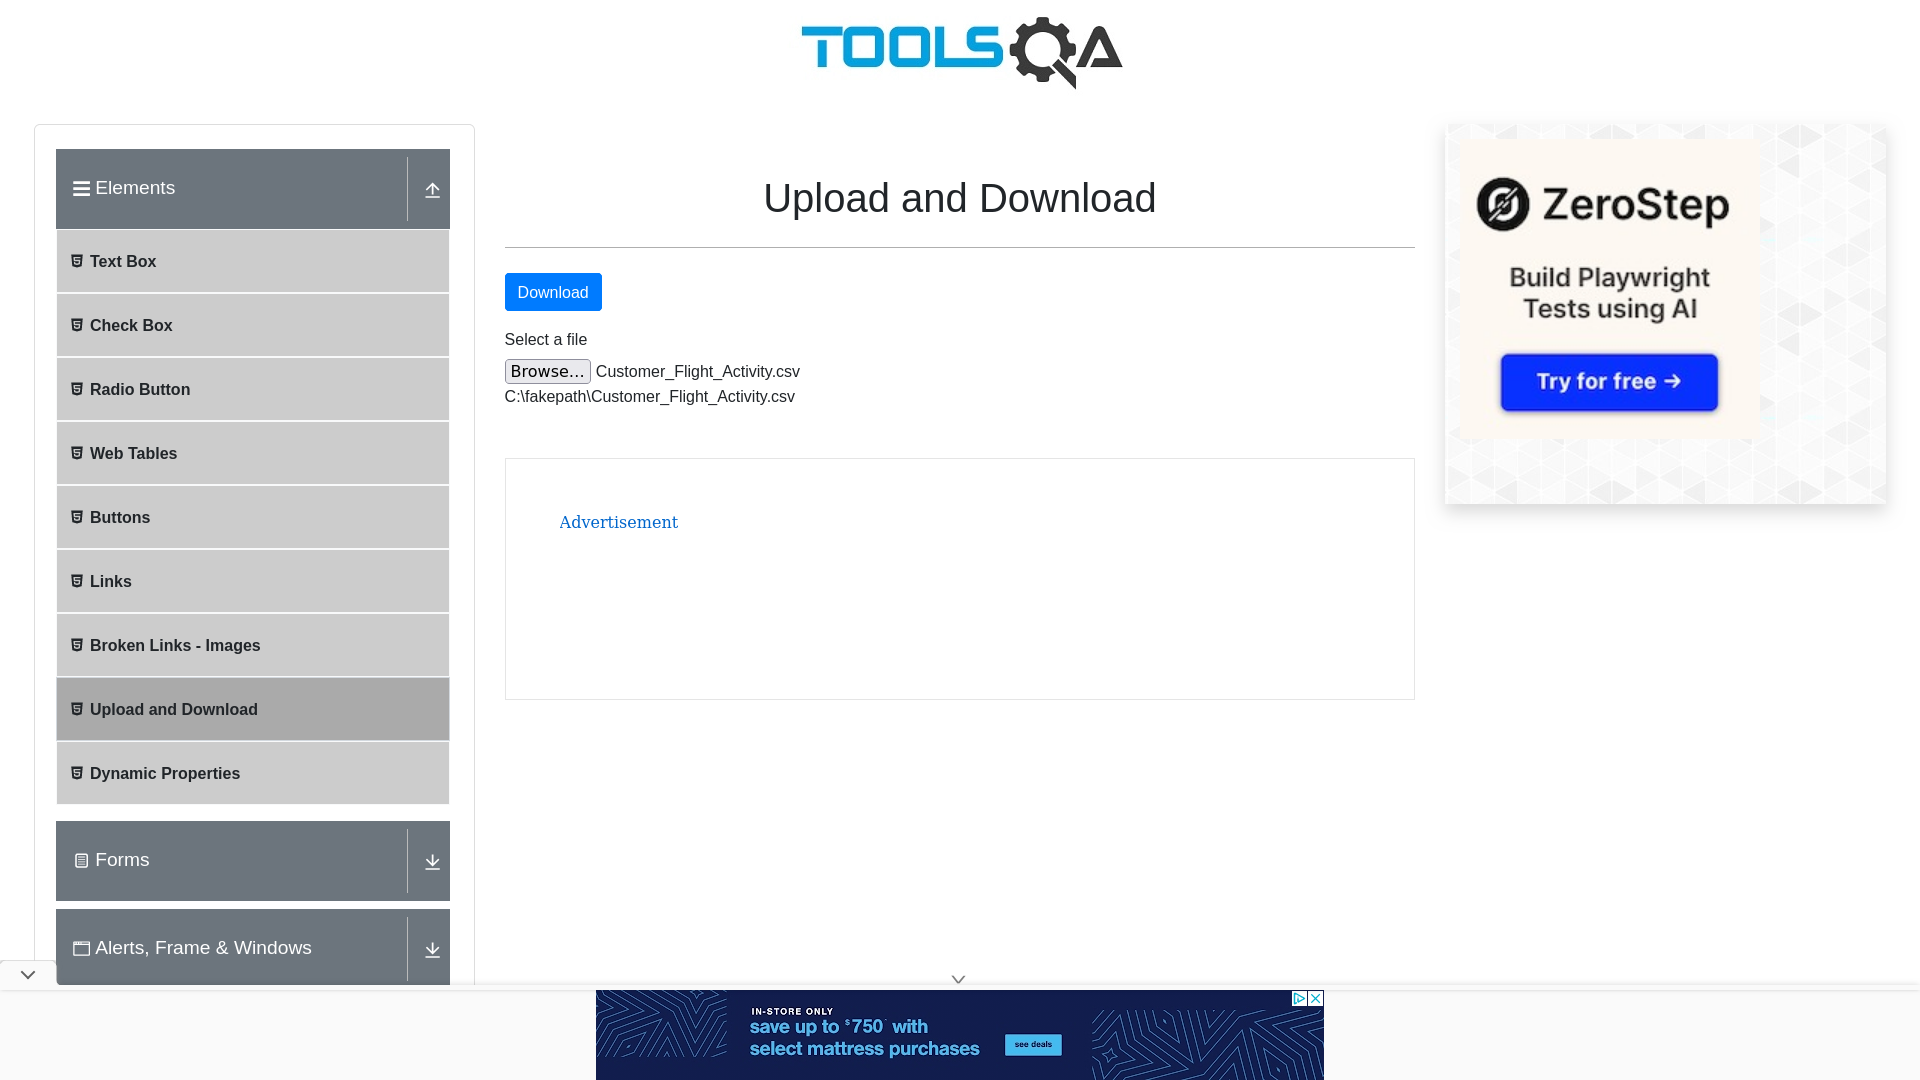 TOOLSQA
Elements
Text Box
Check Box
Radio Button
Web Tables
Buttons
Links
Broken Links - Images
Upload and Download
Dynamic Properties
Forms
Alerts, Frame & Windows
Upload and Download
Download
Select a file
Browse... Customer_Flight_Activity.csv
C:\fakepath\Customer_Flight_Activity.csv
Advertisement
ZeroStep
Build Playwright
Tests using AI
Try for free →
IN-STORE ONLY
save up to $750 with
select mattress purchases
see deals